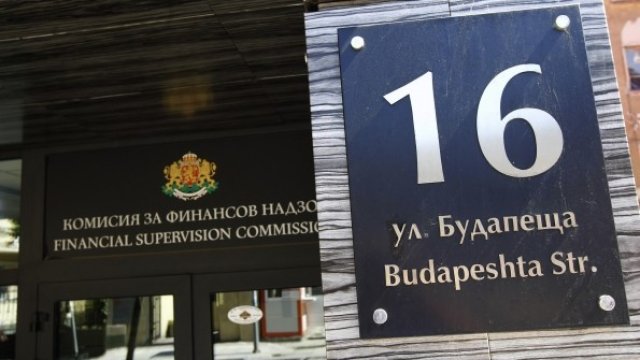 КОМИСИЯ ЗА ФИНАНСОВ НАДЗО
FINANCIAL SUPERVISION COMMISSI
16
ул. Будапеща
Budapeshta Str.